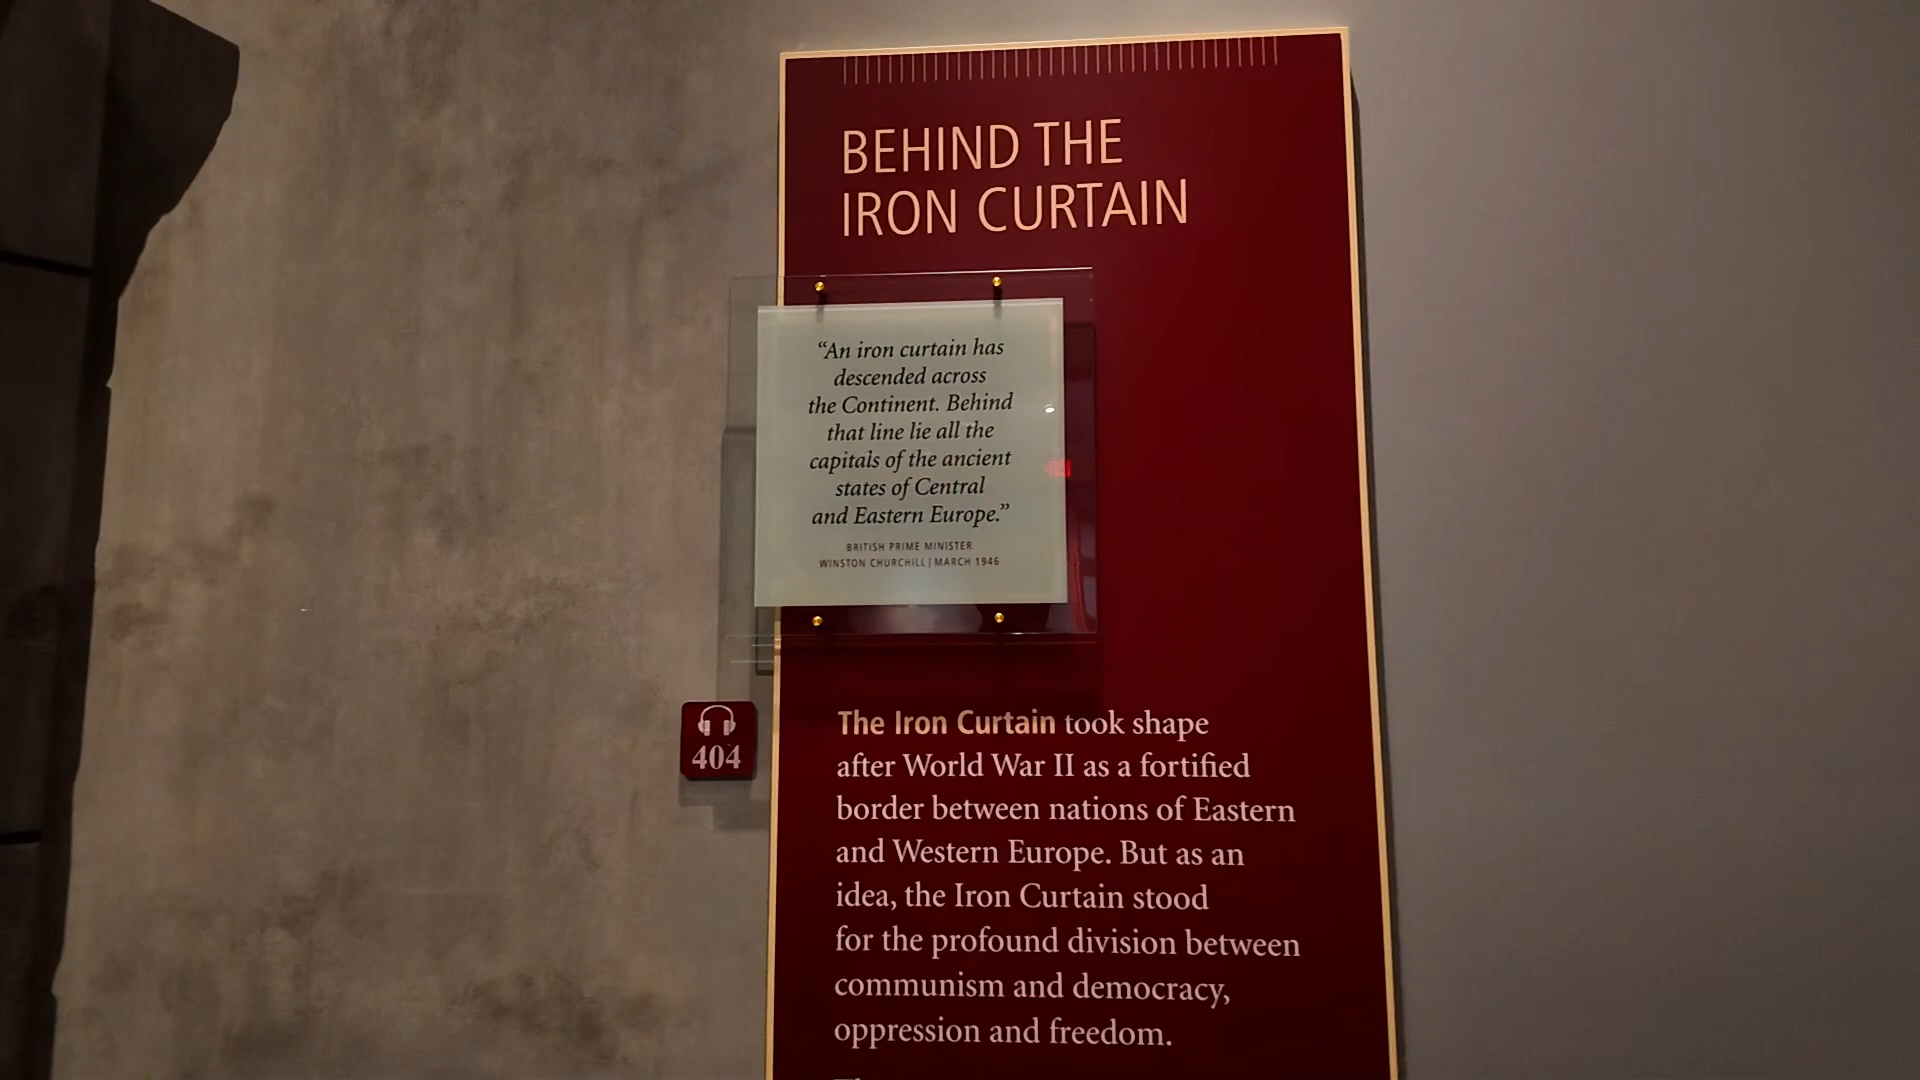 BEHIND THE
IRON CURTAIN
“An iron curtain has
descended across
the Continent. Behind
that line lie all the
capitals of the ancient
states of Central
and Eastern Europe.”
BRITISH PRIME MINISTER
WINSTON CHURCHILL | MARCH 1946
404
The Iron Curtain took shape
after World War II as a fortified
border between nations of Eastern
and Western Europe. But as an
idea, the Iron Curtain stood
for the profound division between
communism and democracy,
oppression and freedom.